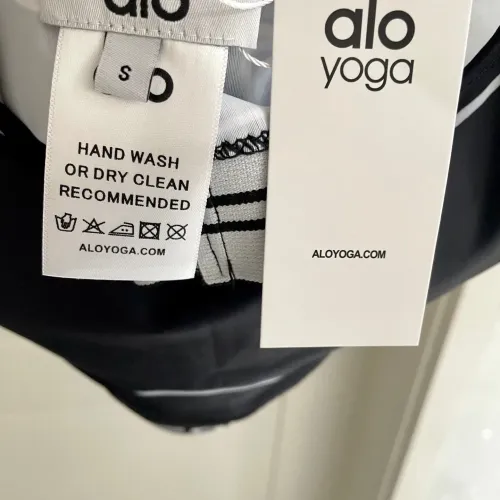 alo
S
HAND WASH
OR DRY CLEAN
RECOMMENDED
ALOYOGA.COM
alo
yoga
ALOYOGA.COM